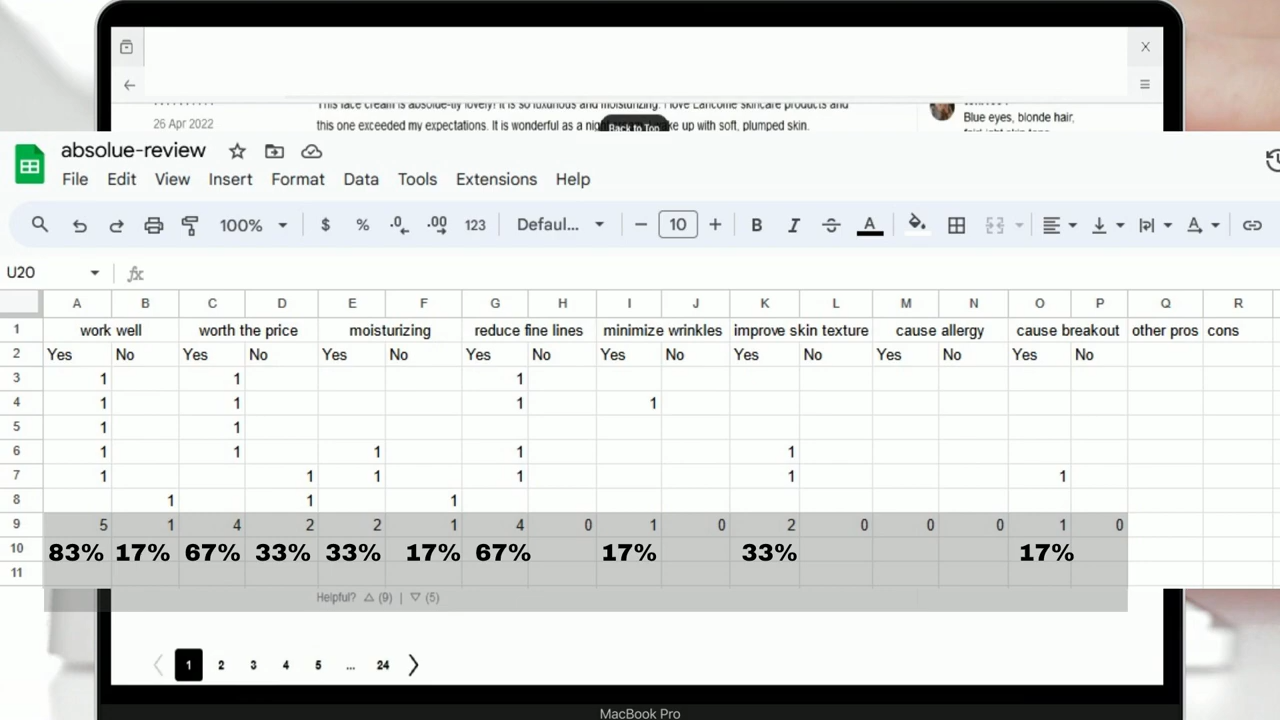 This face cream is absolue-tly lovely! It is so luxurious and moisturizing. I love Lancome skincare products and
26 Apr 2022
this one exceeded my expectations. It is wonderful as a night
up with soft, plumped skin.
Back to Top
Blue eyes, blonde hair,
absolue-review
File Edit View Insert Format Data Tools Extensions Help
100% $ % .0 .00 123 Defaul... 10 B I A
U20 fx
A B C D E F G H I J K L M N O P Q R
1 work well worth the price moisturizing reduce fine lines minimize wrinkles improve skin texture cause allergy cause breakout other pros cons
2 Yes No Yes No Yes No Yes No Yes No Yes No Yes No Yes No
3 1 1 1
4 1 1 1 1
5 1 1
6 1 1 1 1 1
7 1 1 1 1 1 1
8 1 1 1
9 5 1 4 2 2 1 4 0 1 0 2 0 0 0 1 0
10 83% 17% 67% 33% 33% 17% 67% 17% 33% 17%
11
Helpful? (9) | (5)
1 2 3 4 5 ... 24
MacBook Pro